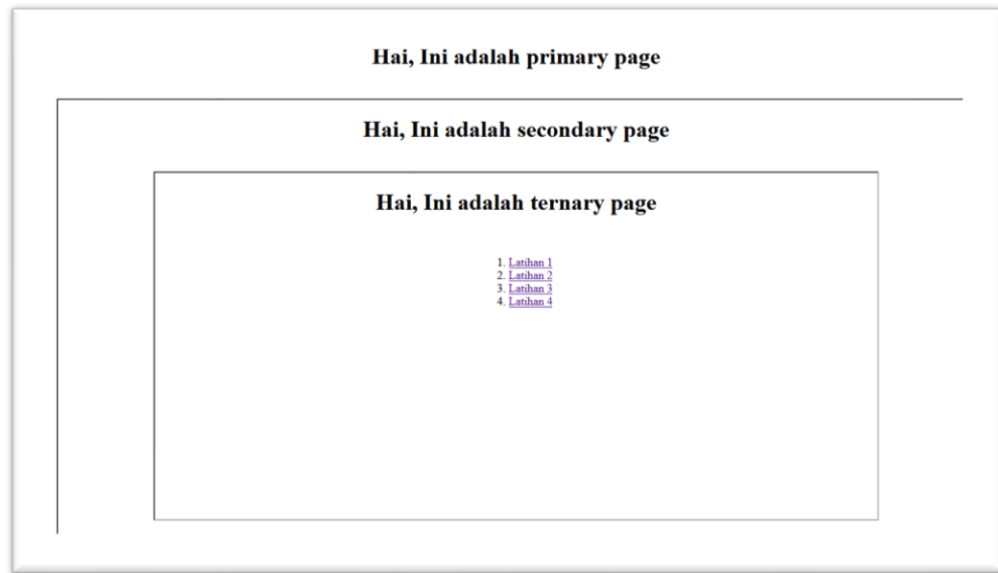 Hai, Ini adalah primary page
Hai, Ini adalah secondary page
Hai, Ini adalah ternary page
1. Latihan 1
2. Latihan 2
3. Latihan 3
4. Latihan 4